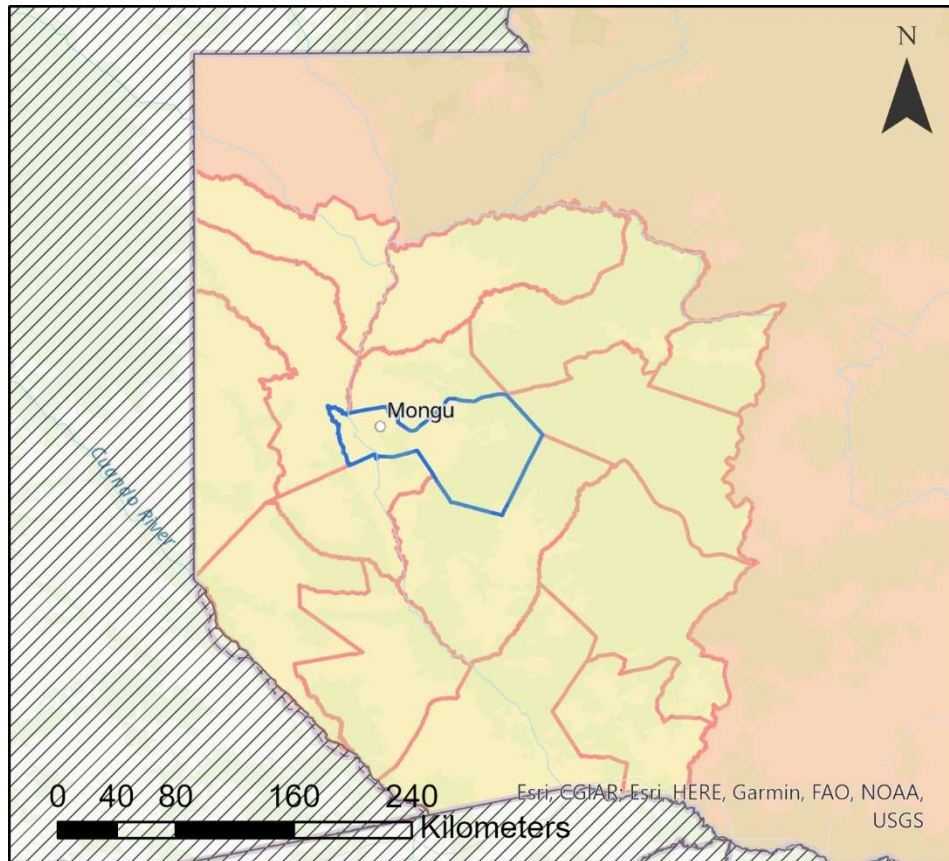 N
Mongu
Cuando River
0 40 80 160 240
Kilometers
Esri, CGIAR; Esri, HERE, Garmin, FAO, NOAA,
USGS